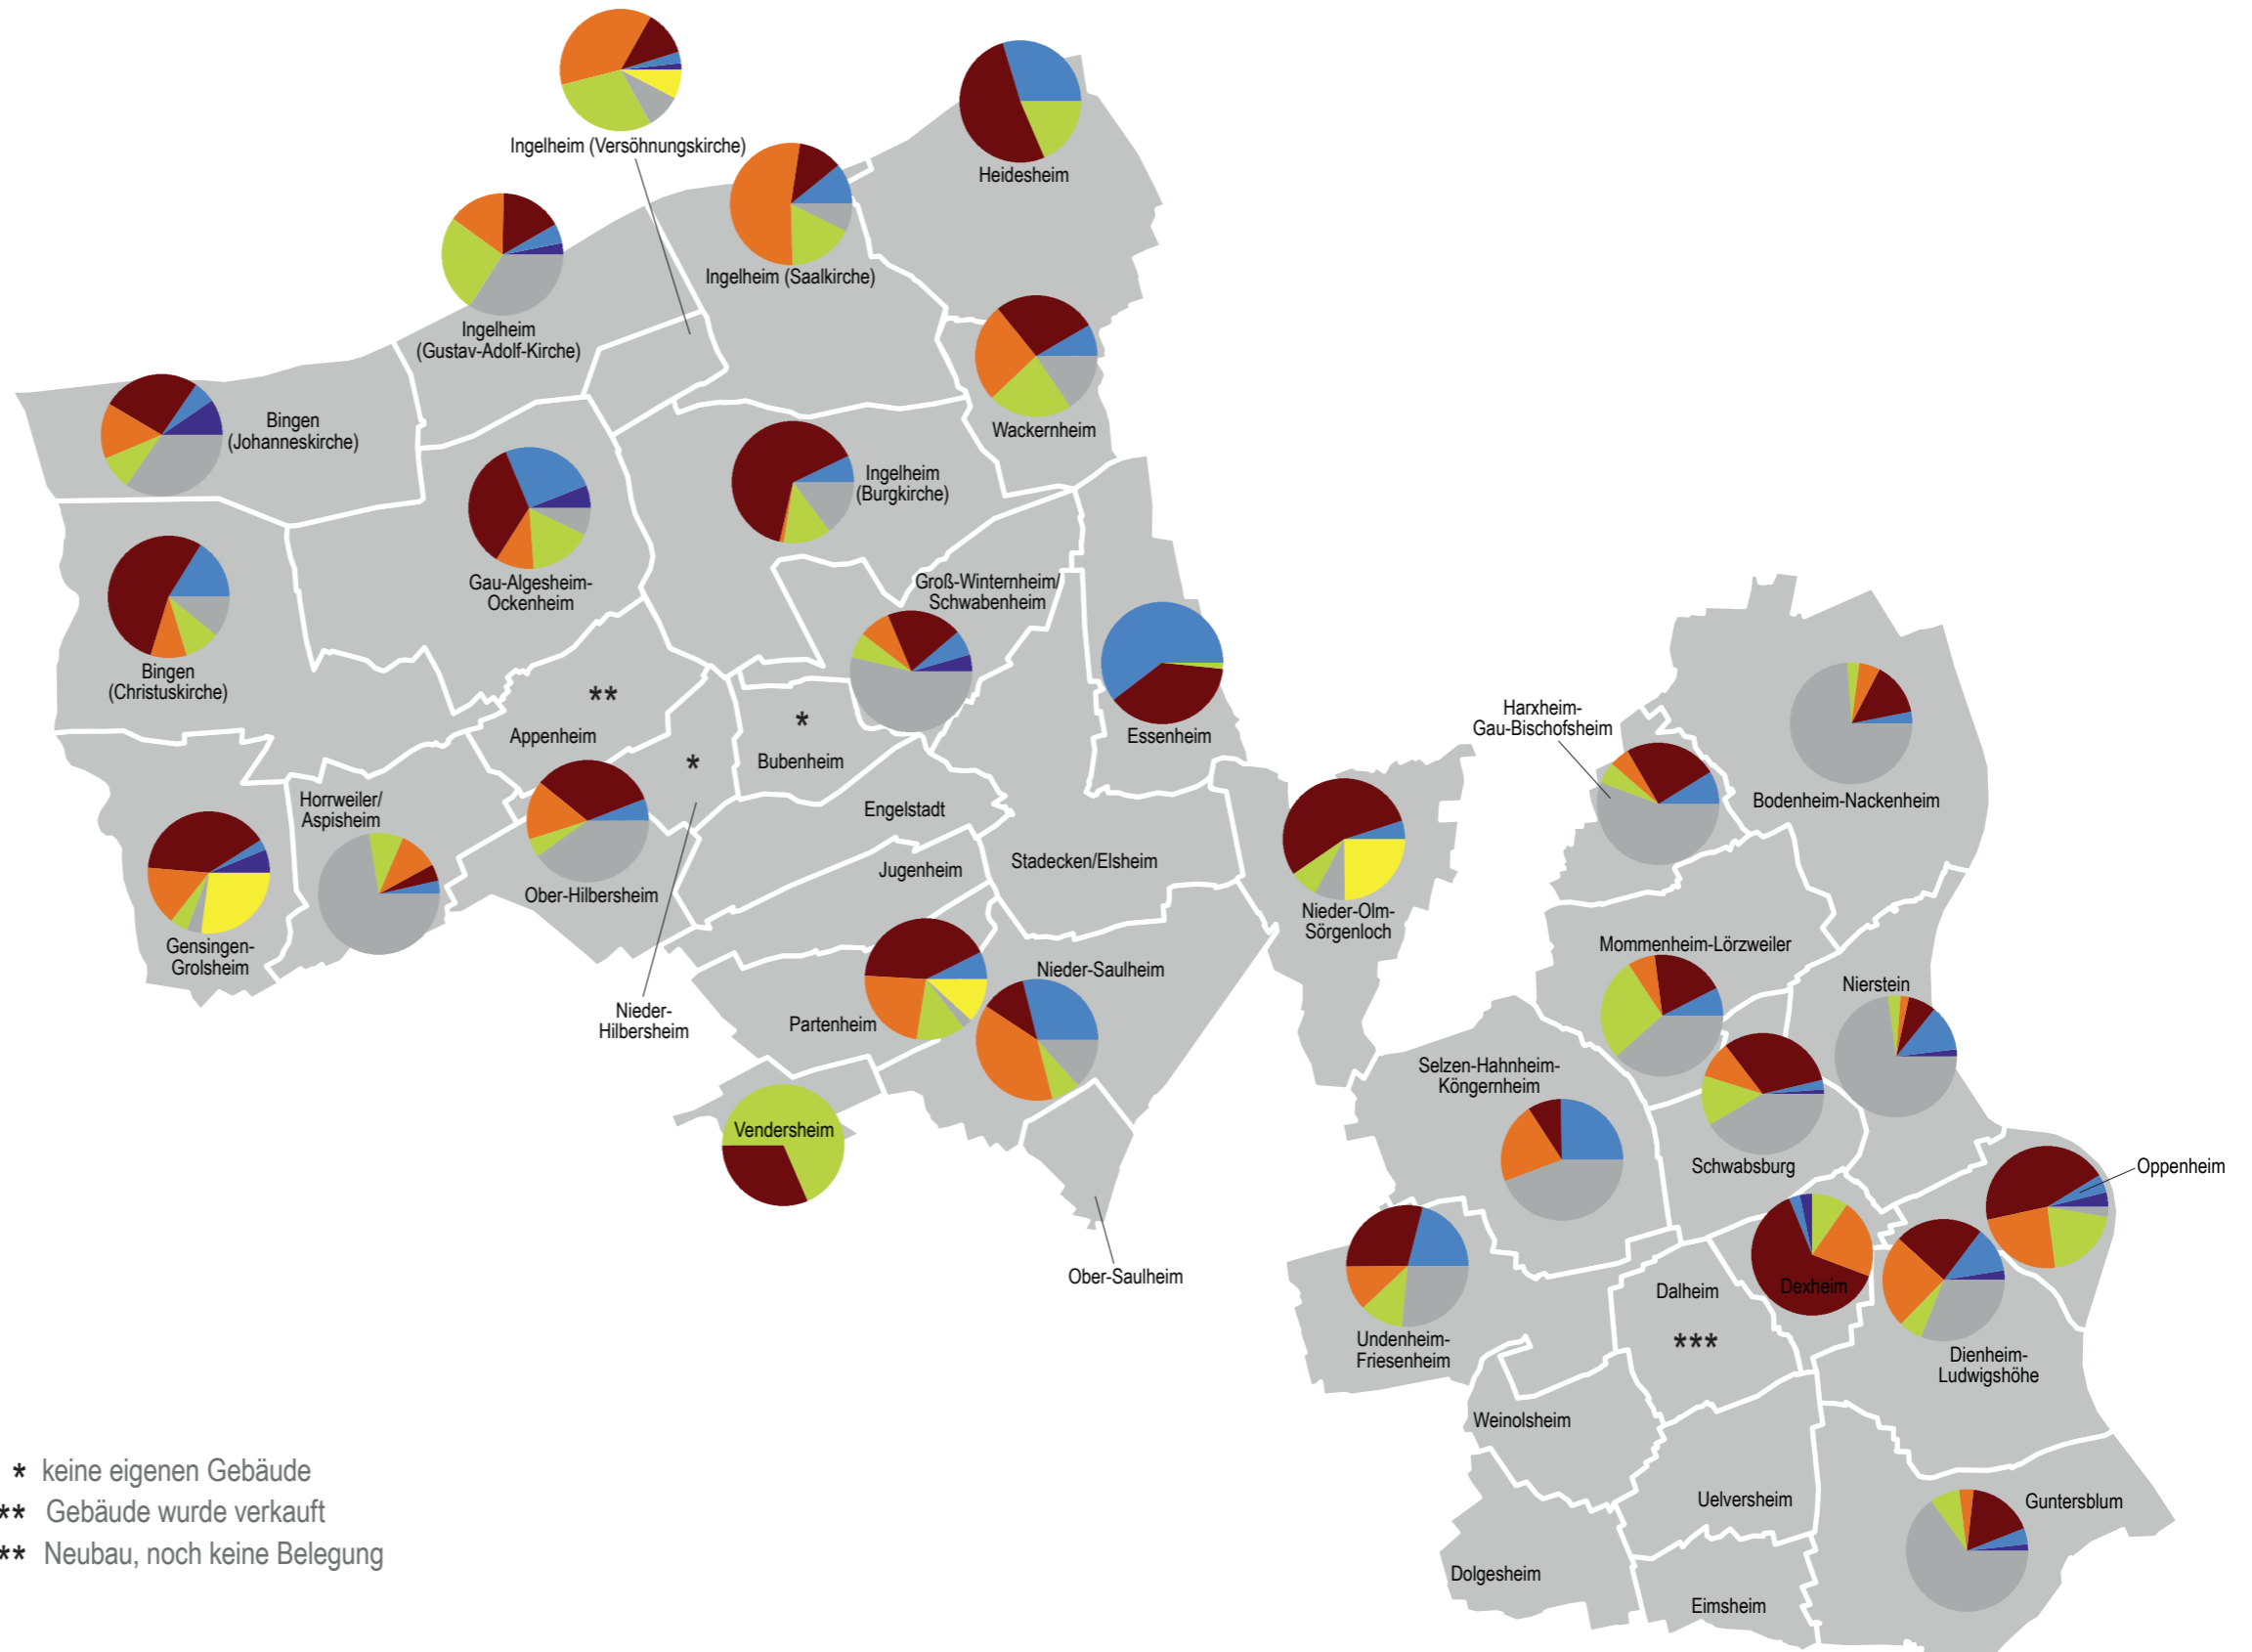 Ingelheim (Versöhnungskirche)
Heidesheim
Ingelheim (Saalkirche)
Ingelheim
(Gustav-Adolf-Kirche)
Bingen
(Johanneskirche)
Wackernheim
Ingelheim
(Burgkirche)
Gau-Algesheim-
Ockenheim
Groß-Winternheim/
Schwabenheim
Bingen
(Christuskirche)
**
Appenheim
*
Bubenheim
*
Essenheim
Harxheim-
Gau-Bischofsheim
Bodenheim-Nackenheim
Horrweiler/
Aspisheim
Engelstadt
Ober-Hilbersheim
Jugenheim
Stadecken/Elsheim
Nieder-Olm-
Sörgenloch
Gensingen-
Grolsheim
Mommenheim-Lörzweiler
Nieder-Saulheim
Nierstein
Nieder-
Hilbersheim
Partenheim
Selzen-Hahnheim-
Köngernheim
Vendersheim
Schwabsburg
Oppenheim
Ober-Saulheim
Dalheim
***
Dexheim
Undenheim-
Friesenheim
Dienheim-
Ludwigshöhe
Weinolsheim
Uelversheim
Guntersblum
Dolgesheim
Eimsheim
* keine eigenen Gebäude
** Gebäude wurde verkauft
** Neubau, noch keine Belegung